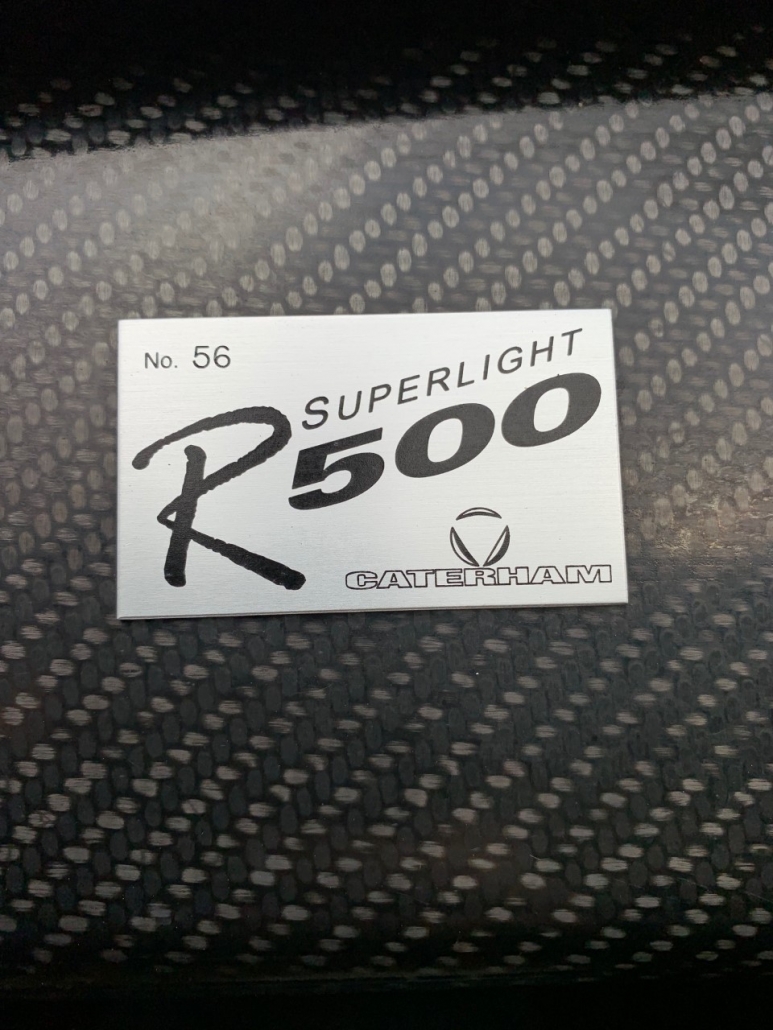 No. 56
SUPERLIGHT
R500
CATERHAM